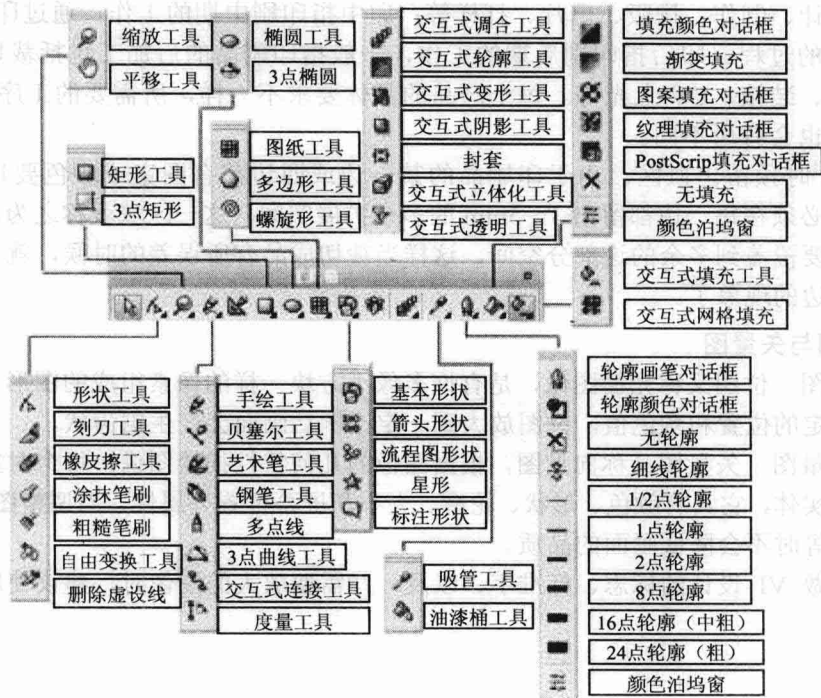 缩放工具
平移工具
椭圆工具
3点椭圆
交互式调合工具
交互式轮廓工具
交互式变形工具
交互式阴影工具
封套
交互式立体化工具
交互式透明工具
填充颜色对话框
渐变填充
图案填充对话框
纹理填充对话框
PostScrip填充对话框
无填充
颜色泊坞窗
矩形工具
3点矩形
图纸工具
多边形工具
螺旋形工具
交互式填充工具
交互式网格填充
形状工具
刻刀工具
橡皮擦工具
涂抹笔刷
粗糙笔刷
自由变换工具
删除虚设线
手绘工具
贝塞尔工具
艺术笔工具
钢笔工具
多点线
3点曲线工具
交互式连接工具
度量工具
基本形状
箭头形状
流程图形状
星形
标注形状
吸管工具
油漆桶工具
轮廓画笔对话框
轮廓颜色对话框
无轮廓
细线轮廓
1/2点轮廓
1点轮廓
2点轮廓
8点轮廓
16点轮廓（中粗）
24点轮廓（粗）
颜色泊坞窗